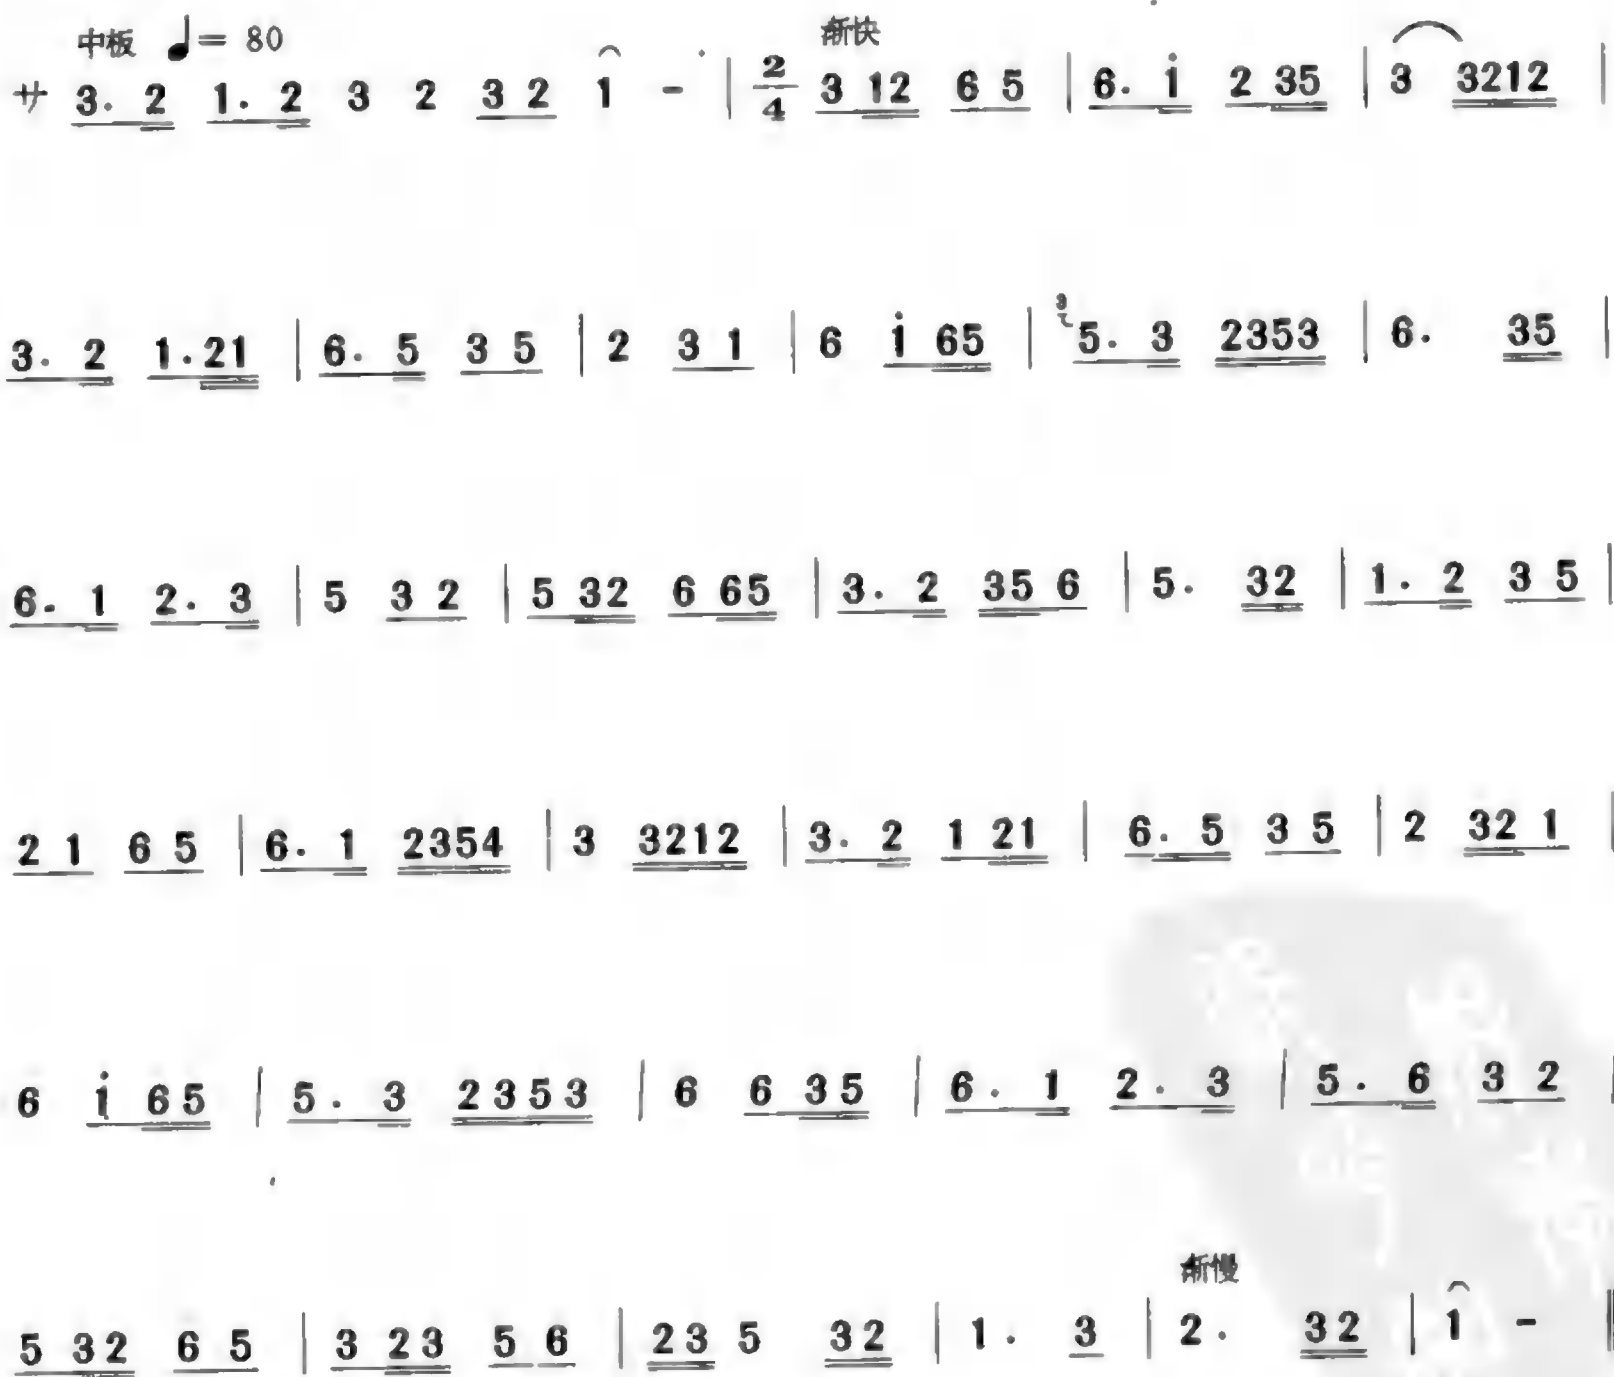 中板 ♩= 80 渐快
サ 3. 2 1. 2 3 2 3 2 1 - | 2/4 3 12 6 5 | 6. i 2 35 | 3 3212 |
3. 2 1.21 | 6. 5 3 5 | 2 3 1 | 6 i 65 | 3 5. 3 2353 | 6. 35 |
6. 1 2. 3 | 5 3 2 | 5 32 6 65 | 3. 2 35 6 | 5. 32 | 1. 2 3 5 |
2 1 6 5 | 6. 1 2354 | 3 3212 | 3. 2 1 21 | 6. 5 3 5 | 2 32 1 |
6 i 65 | 5. 3 2353 | 6 6 35 | 6. 1 2. 3 | 5. 6 3 2 |
渐慢
5 32 6 5 | 3 23 5 6 | 23 5 32 | 1. 3 | 2. 32 | 1 - ‖